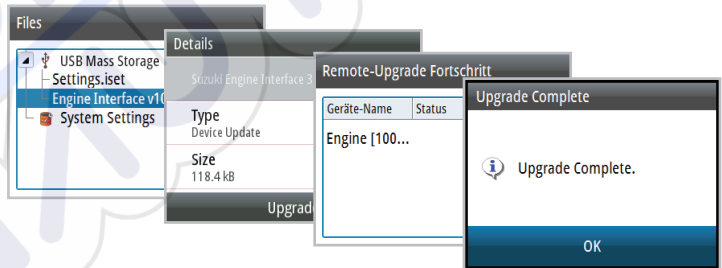 Files
USB Mass Storage
Settings.iset
Engine Interface v10
System Settings
Details
Suzuki Engine Interface 3
Type
Device Update
Size
118.4 kB
Upgrad
Remote-Upgrade Fortschritt
Geräte-Name Status
Engine [100...
Upgrade Complete
Upgrade Complete.
OK